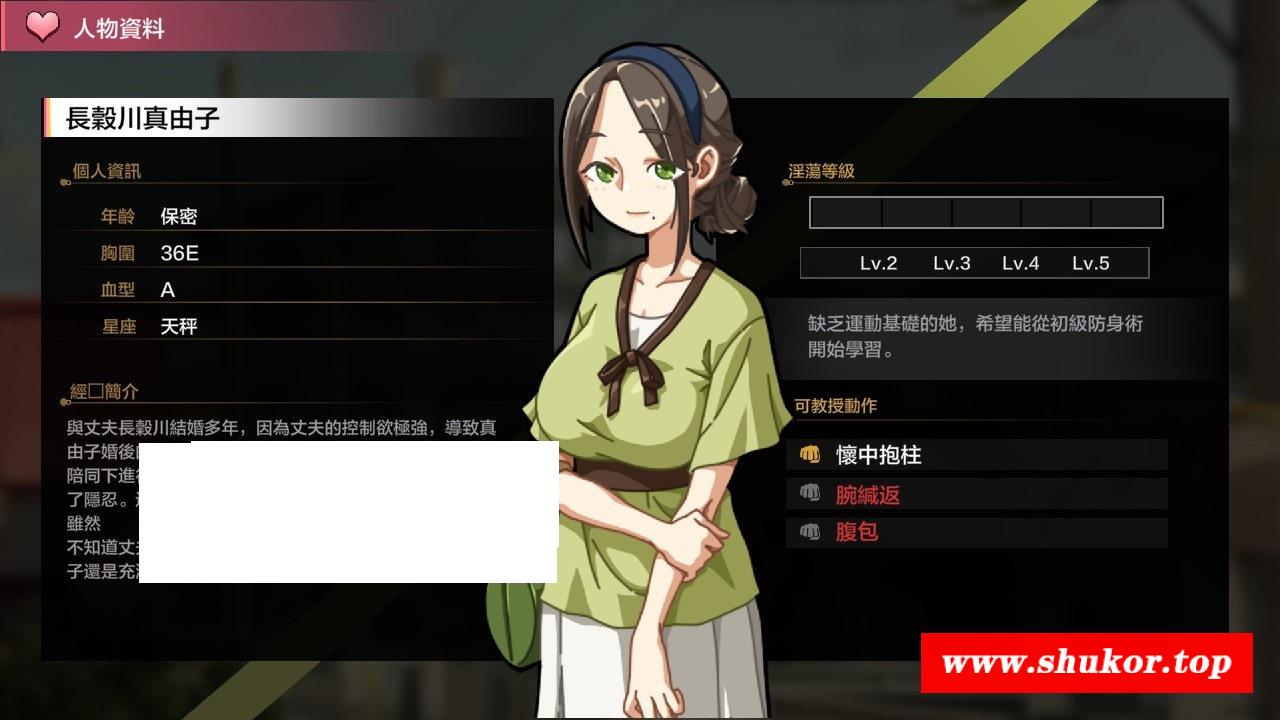 人物資料
長穀川真由子
個人資訊
年齡 保密
胸圍 36E
血型 A
星座 天秤
經□簡介
與丈夫長穀川結婚多年，因為丈夫的控制欲極強，導致真
由子婚後
陪同下進
了隱忍。
雖然
不知道丈
子還是充
淫蕩等級
Lv.2 Lv.3 Lv.4 Lv.5
缺乏運動基礎的她，希望能從初級防身術
開始學習。
可教授動作
懷中抱柱
腕緘返
腹包
www.shukor.top